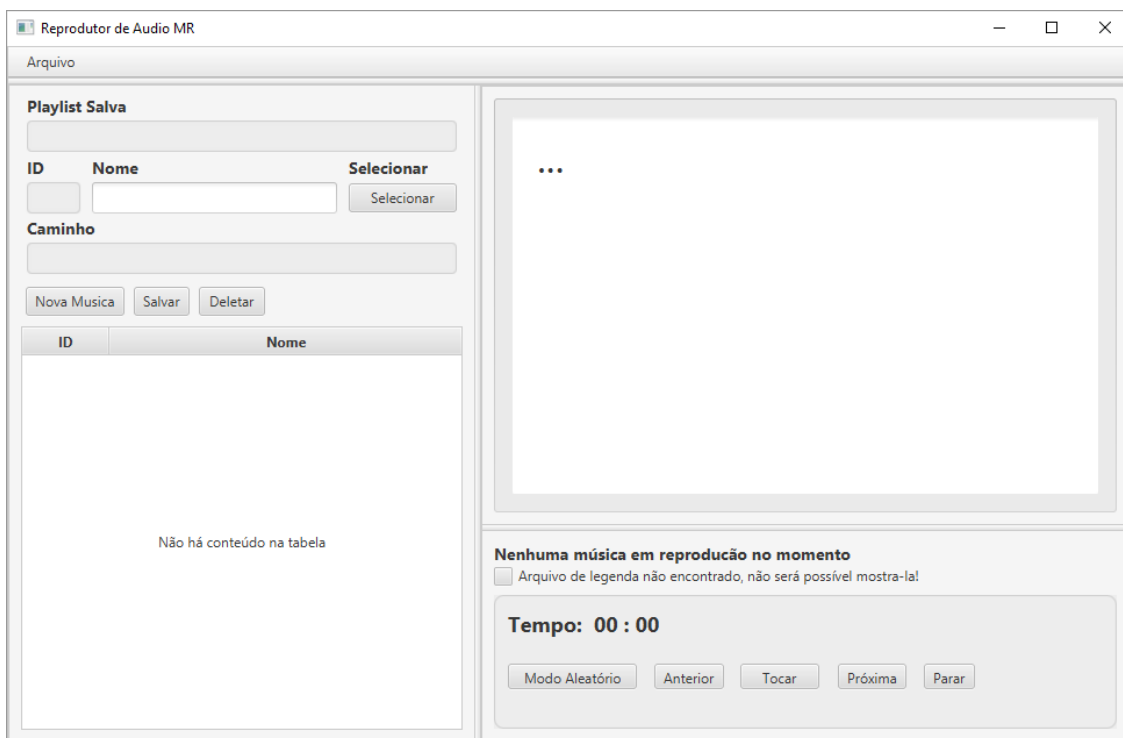 Reprodutor de Audio MR
Arquivo
Playlist Salva
ID Nome Selecionar
Selecionar
Caminho
Nova Musica Salvar Deletar
ID Nome
Não há conteúdo na tabela
...
Nenhuma música em reproducão no momento
Arquivo de legenda não encontrado, não será possível mostra-la!
Tempo: 00 : 00
Modo Aleatório Anterior Tocar Próxima Parar